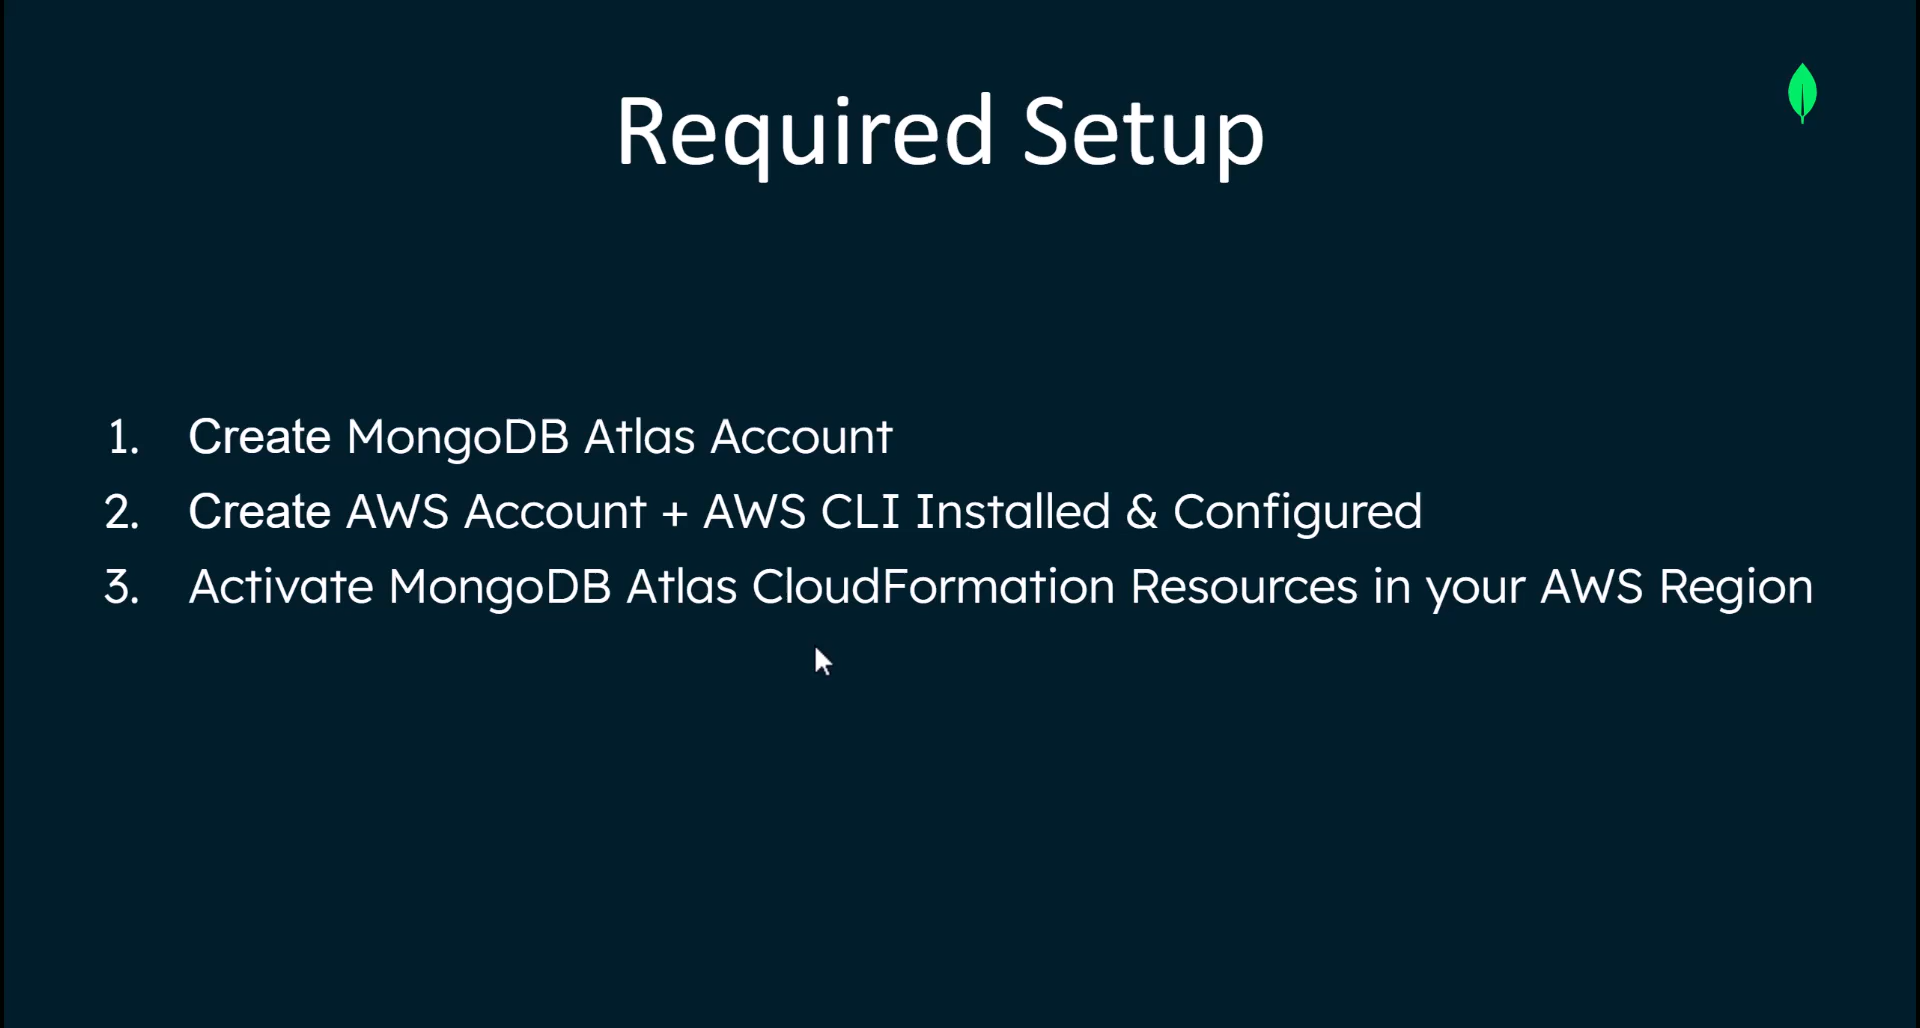 Required Setup
1. Create MongoDB Atlas Account
2. Create AWS Account + AWS CLI Installed & Configured
3. Activate MongoDB Atlas CloudFormation Resources in your AWS Region